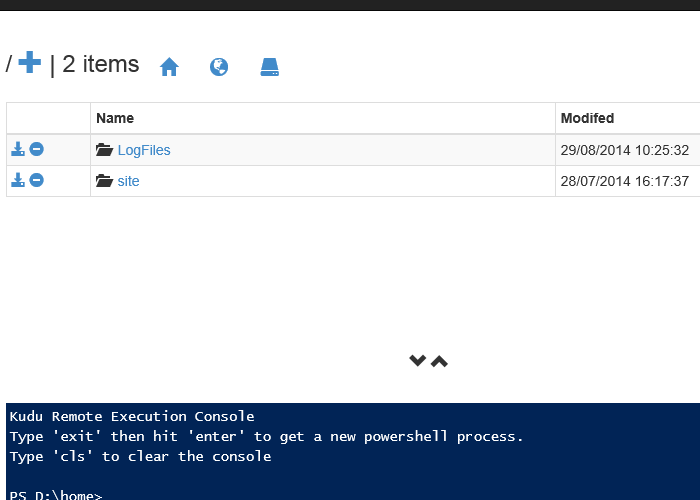 / | 2 items
Name Modifed
LogFiles 29/08/2014 10:25:32
site 28/07/2014 16:17:37
Kudu Remote Execution Console
Type 'exit' then hit 'enter' to get a new powershell process.
Type 'cls' to clear the console
PS D:\home>